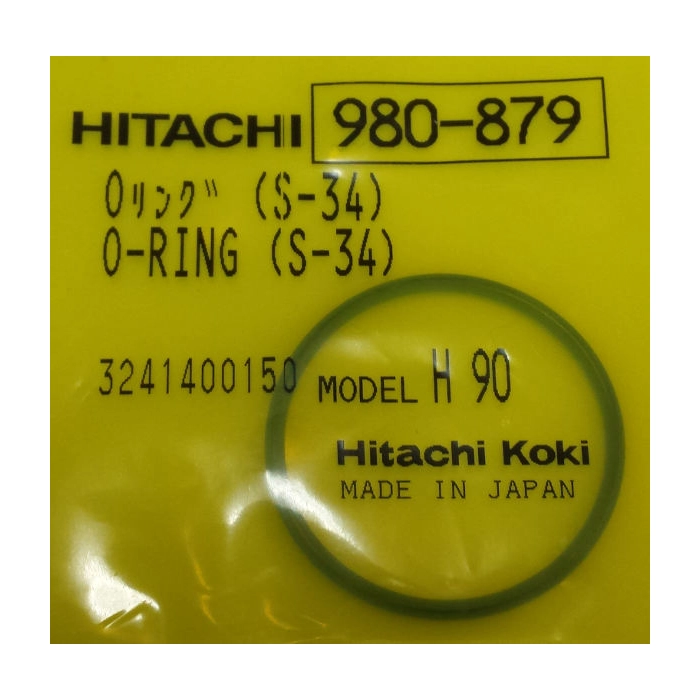 HITACHI 980-879
Oリング (S-34)
O-RING (S-34)
3241400150 MODEL H 90
Hitachi Koki
MADE IN JAPAN